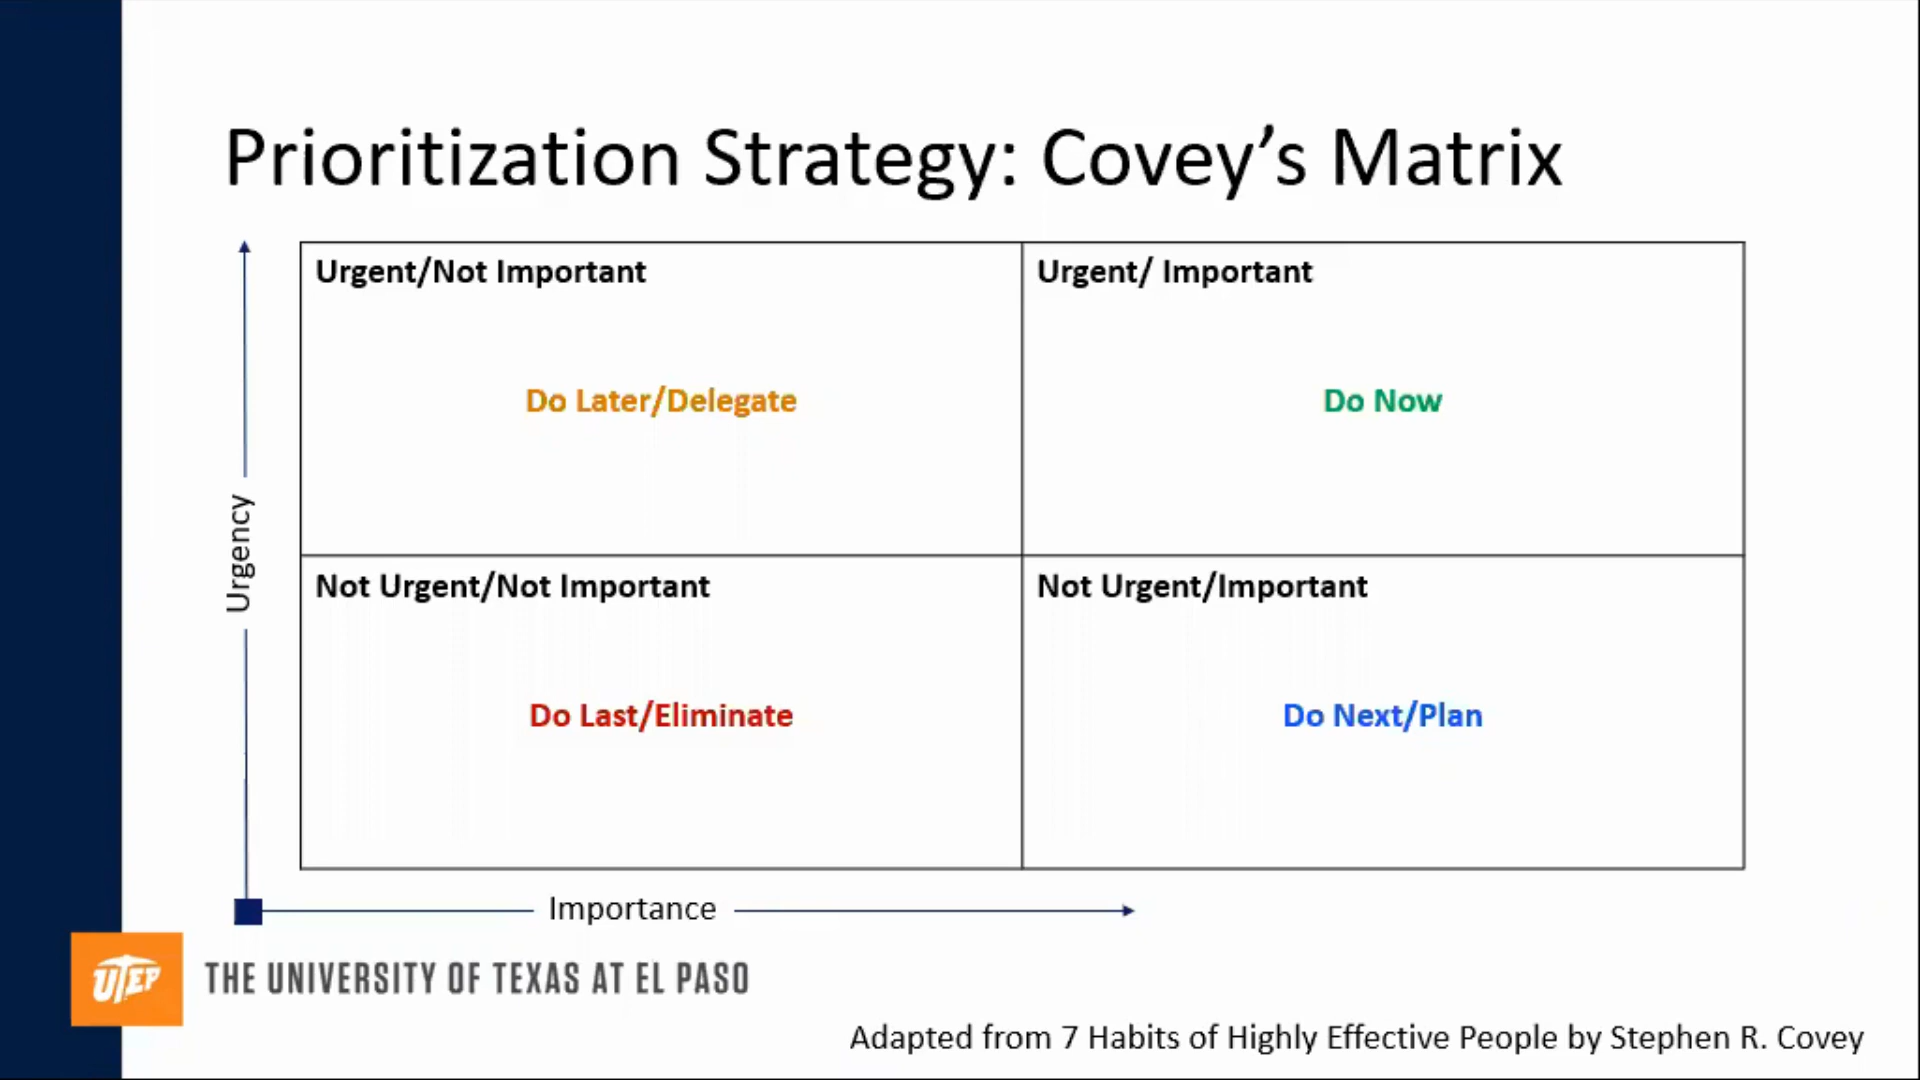 Prioritization Strategy: Covey’s Matrix
Urgent/Not Important
Urgent/ Important
Do Later/Delegate
Do Now
Urgency
Not Urgent/Not Important
Not Urgent/Important
Do Last/Eliminate
Do Next/Plan
Importance
UTEP
THE UNIVERSITY OF TEXAS AT EL PASO
Adapted from 7 Habits of Highly Effective People by Stephen R. Covey